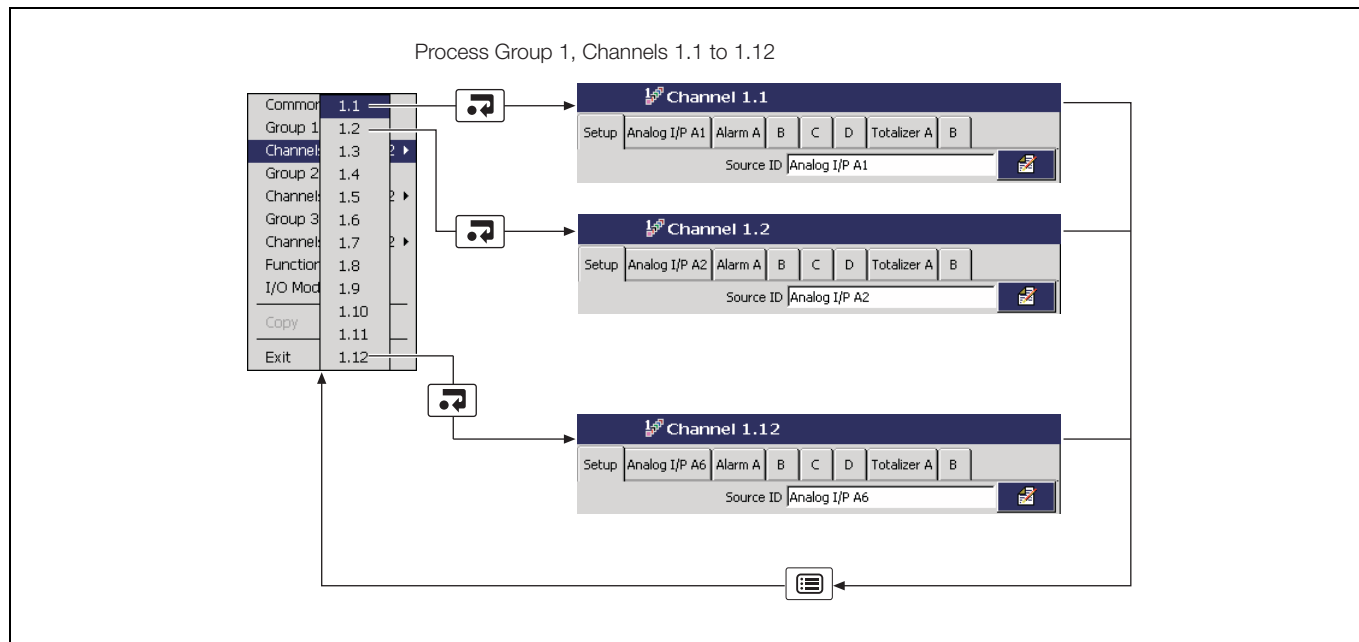 Process Group 1, Channels 1.1 to 1.12
Common
Group 1
Channels 2
Group 2
Channels 2
Group 3
Channels 2
Function
I/O Mod
Copy
Exit
1.1
1.2
1.3
1.4
1.5
1.6
1.7
1.8
1.9
1.10
1.11
1.12
Channel 1.1
Setup Analog I/P A1 Alarm A B C D Totalizer A B
Source ID Analog I/P A1
Channel 1.2
Setup Analog I/P A2 Alarm A B C D Totalizer A B
Source ID Analog I/P A2
Channel 1.12
Setup Analog I/P A6 Alarm A B C D Totalizer A B
Source ID Analog I/P A6